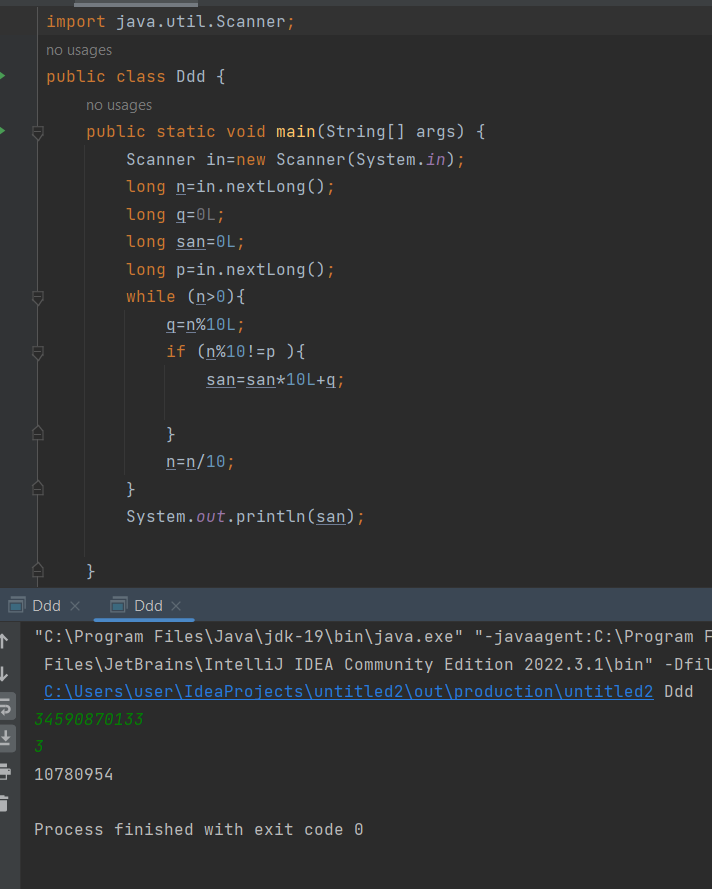 import java.util.Scanner;
no usages
public class Ddd {
no usages
public static void main(String[] args) {
Scanner in=new Scanner(System.in);
long n=in.nextLong();
long q=0L;
long san=0L;
long p=in.nextLong();
while (n>0){
q=n%10L;
if (n%10!=p ){
san=san*10L+q;
}
n=n/10;
}
System.out.println(san);
}
Ddd
Ddd
"C:\Program Files\Java\jdk-19\bin\java.exe" "-javaagent:C:\Program F
Files\JetBrains\IntelliJ IDEA Community Edition 2022.3.1\bin" -Dfil
C:\Users\user\IdeaProjects\untitled2\out\production\untitled2 Ddd
34590870133
3
10780954
Process finished with exit code 0